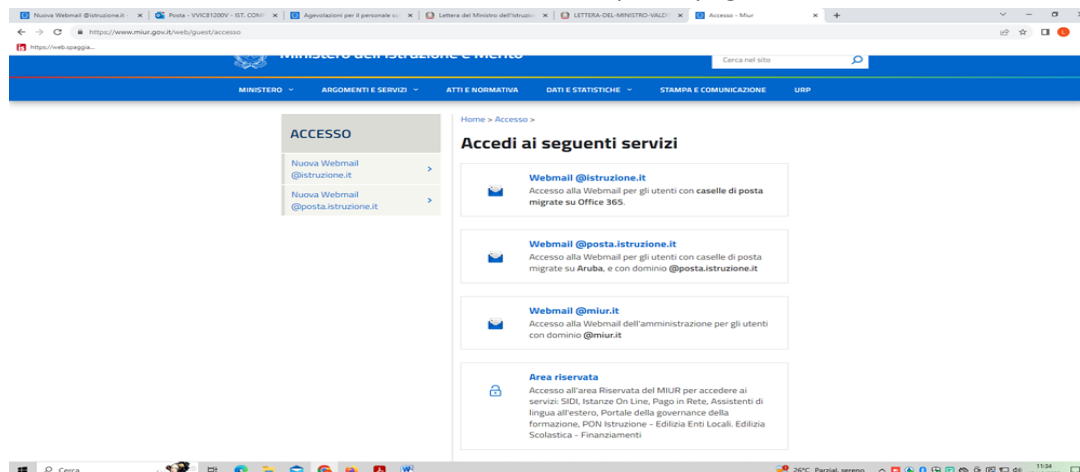 Nuova Webmail @istruzione.it -
Posta - VVIC81200V - IST. COM
Agevolazioni per il personale
Lettera del Ministro dell'Istruzio
LETTERA-DEL-MINISTRO-VALD
Accesso - Miur
https://www.miur.gov.it/web/guest/accesso
https://web.spaggia...
Cerca nel sito
MINISTERO ARGOMENTI E SERVIZI ATTI E NORMATIVA DATI E STATISTICHE STAMPA E COMUNICAZIONE URP
Home > Accesso >
ACCESSO
Nuova Webmail
@istruzione.it
Nuova Webmail
@posta.istruzione.it
Accedi ai seguenti servizi
Webmail @istruzione.it
Accesso alla Webmail per gli utenti con caselle di posta
migrate su Office 365.
Webmail @posta.istruzione.it
Accesso alla Webmail per gli utenti con caselle di posta
migrate su Aruba, e con dominio @posta.istruzione.it
Webmail @miur.it
Accesso alla Webmail dell'amministrazione per gli utenti
con dominio @miur.it
Area riservata
Accesso all'area Riservata del MIUR per accedere ai
servizi: SIDI, Istanze On Line, Pago in Rete, Assistenti di
lingua all'estero, Portale della governance della
formazione, PON Istruzione - Edilizia Enti Locali. Edilizia
Scolastica - Finanziamenti
Cerca
26°C Parzial. sereno
11:34